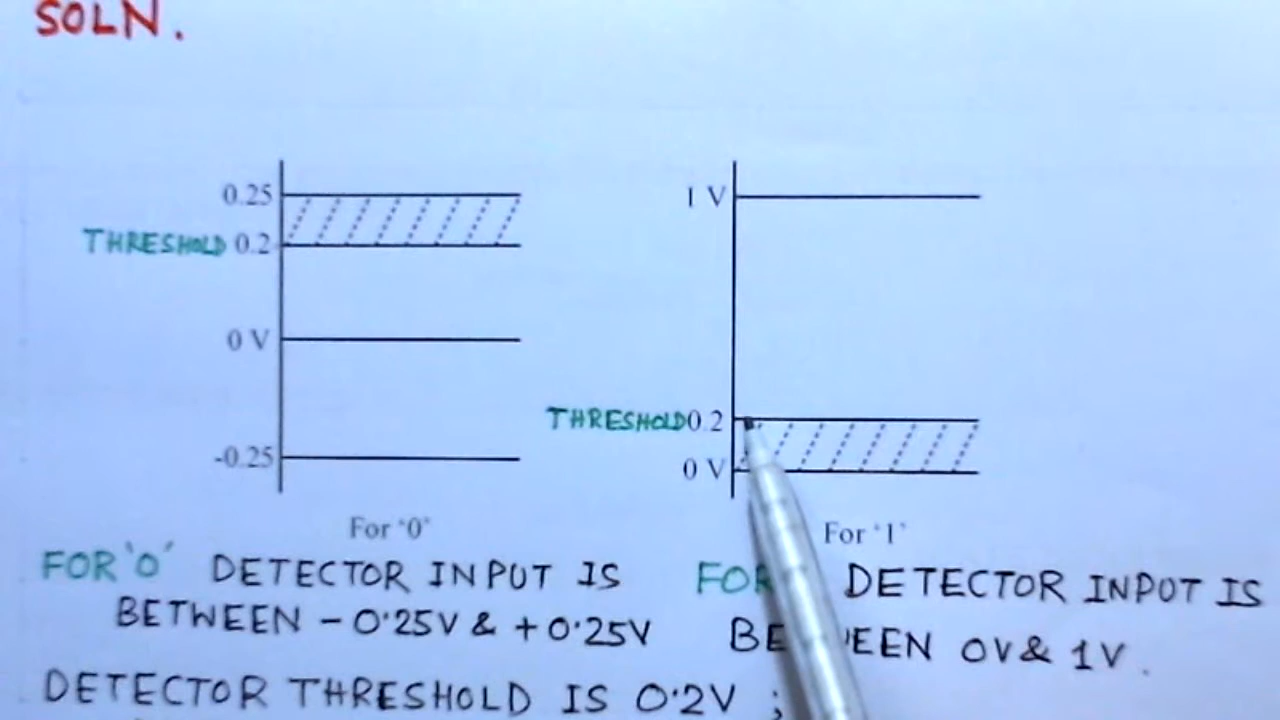 SOLN.
0.25
THRESHOLD 0.2
0 V
-0.25
For '0'
1 V
THRESHOLD 0.2
0 V
For '1'
FOR '0' DETECTOR INPUT IS
BETWEEN -0.25V & +0.25V
FOR DETECTOR INPUT IS
0V & 1V.
DETECTOR THRESHOLD IS 0.2V ;